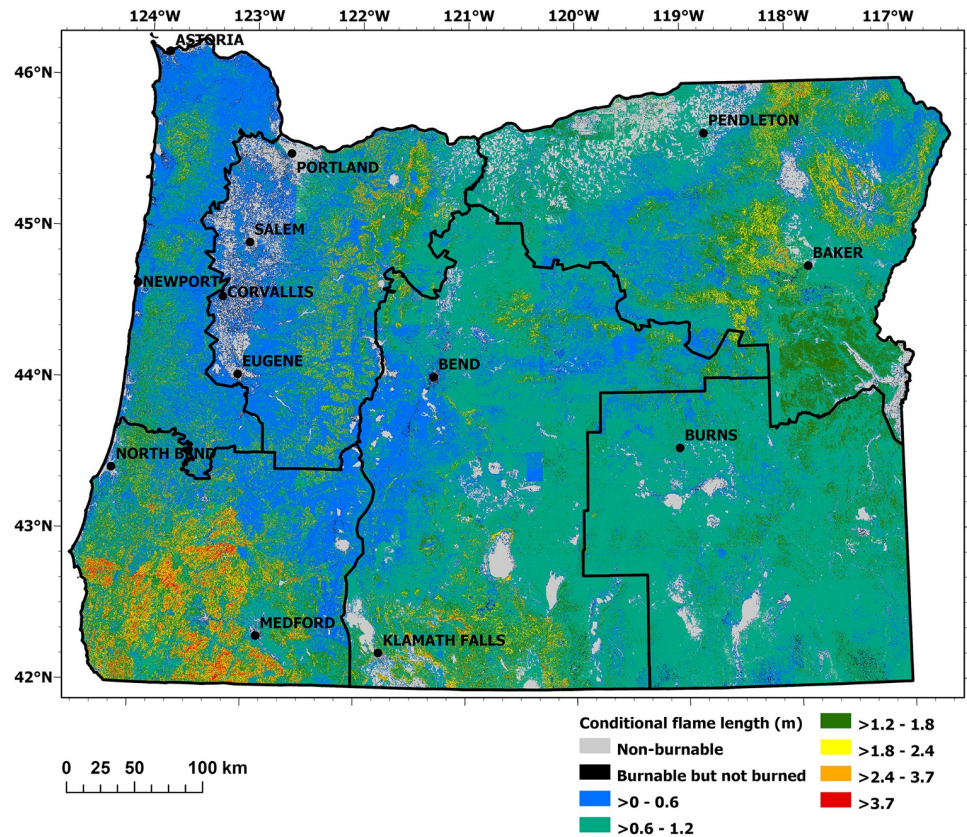 124°W 123°W 122°W 121°W 120°W 119°W 118°W 117°W
ASTORIA
46°N
PENDLETON
PORTLAND
45°N
SALEM
BAKER
NEWPORT
CORVALLIS
EUGENE
BEND
44°N
BURNS
NORTH BEND
43°N
MEDFORD
KLAMATH FALLS
42°N
Conditional flame length (m)
Non-burnable
Burnable but not burned
>0 - 0.6
>0.6 - 1.2
>1.2 - 1.8
>1.8 - 2.4
>2.4 - 3.7
>3.7
0 25 50 100 km